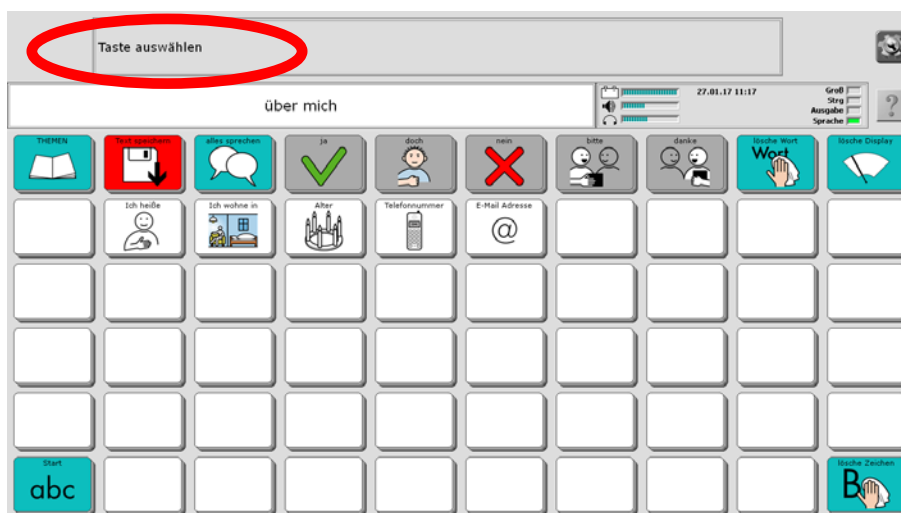 Taste auswählen
über mich
27.01.17 11:17
Groß
Strg
Ausgabe
Sprache
?
THEMEN
Text speichern
alles sprechen
ja
doch
nein
bitte
danke
lösche Wort
Wort
lösche Display
Ich heiße
Ich wohne in
Alter
Telefonnummer
E-Mail Adresse
@
Start
abc
lösche Zeichen
B